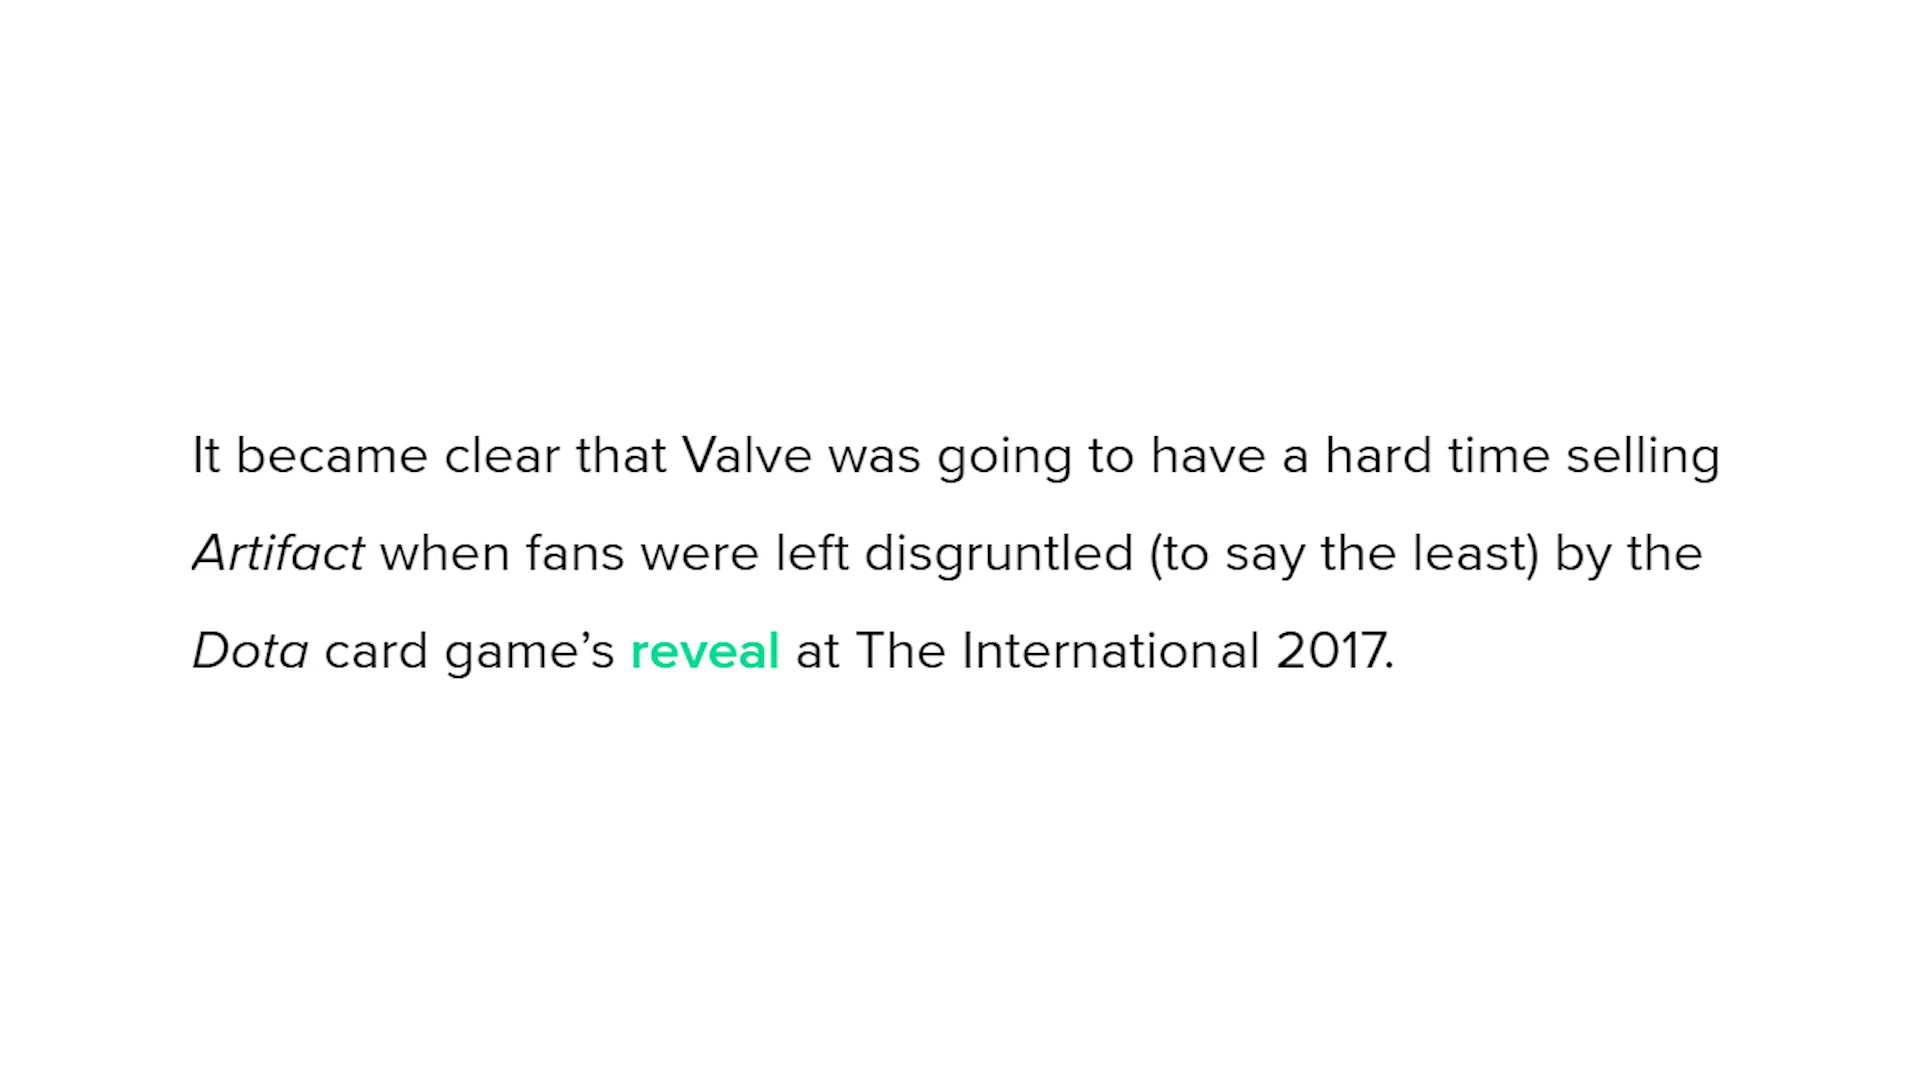 It became clear that Valve was going to have a hard time selling
Artifact when fans were left disgruntled (to say the least) by the
Dota card game’s reveal at The International 2017.